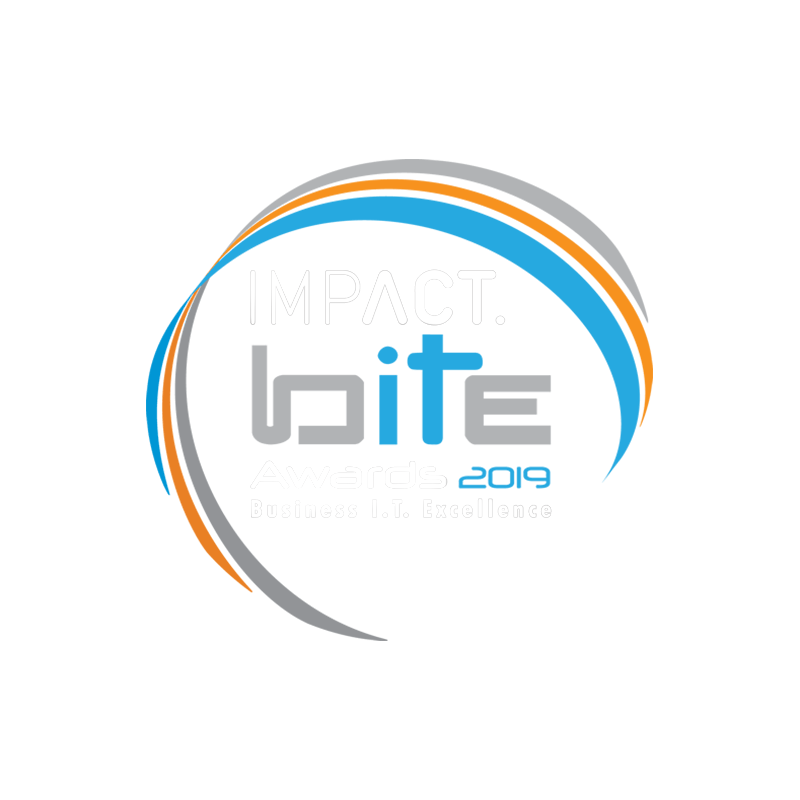 IMPACT.
bitE
Awards 2019
Business I.T. Excellence